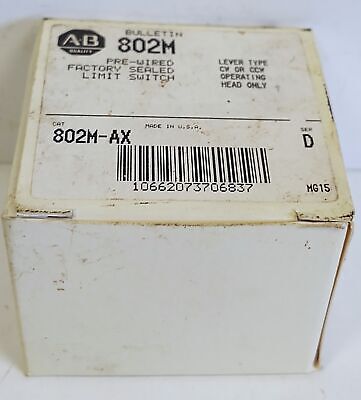 A-B
QUALITY
BULLETIN
802M
PRE-WIRED
FACTORY SEALED
LIMIT SWITCH
LEVER TYPE
CW OR CCW
OPERATING
HEAD ONLY
CAT
802M-AX
MADE IN U.S.A.
SER
D
10662073706837
MG15